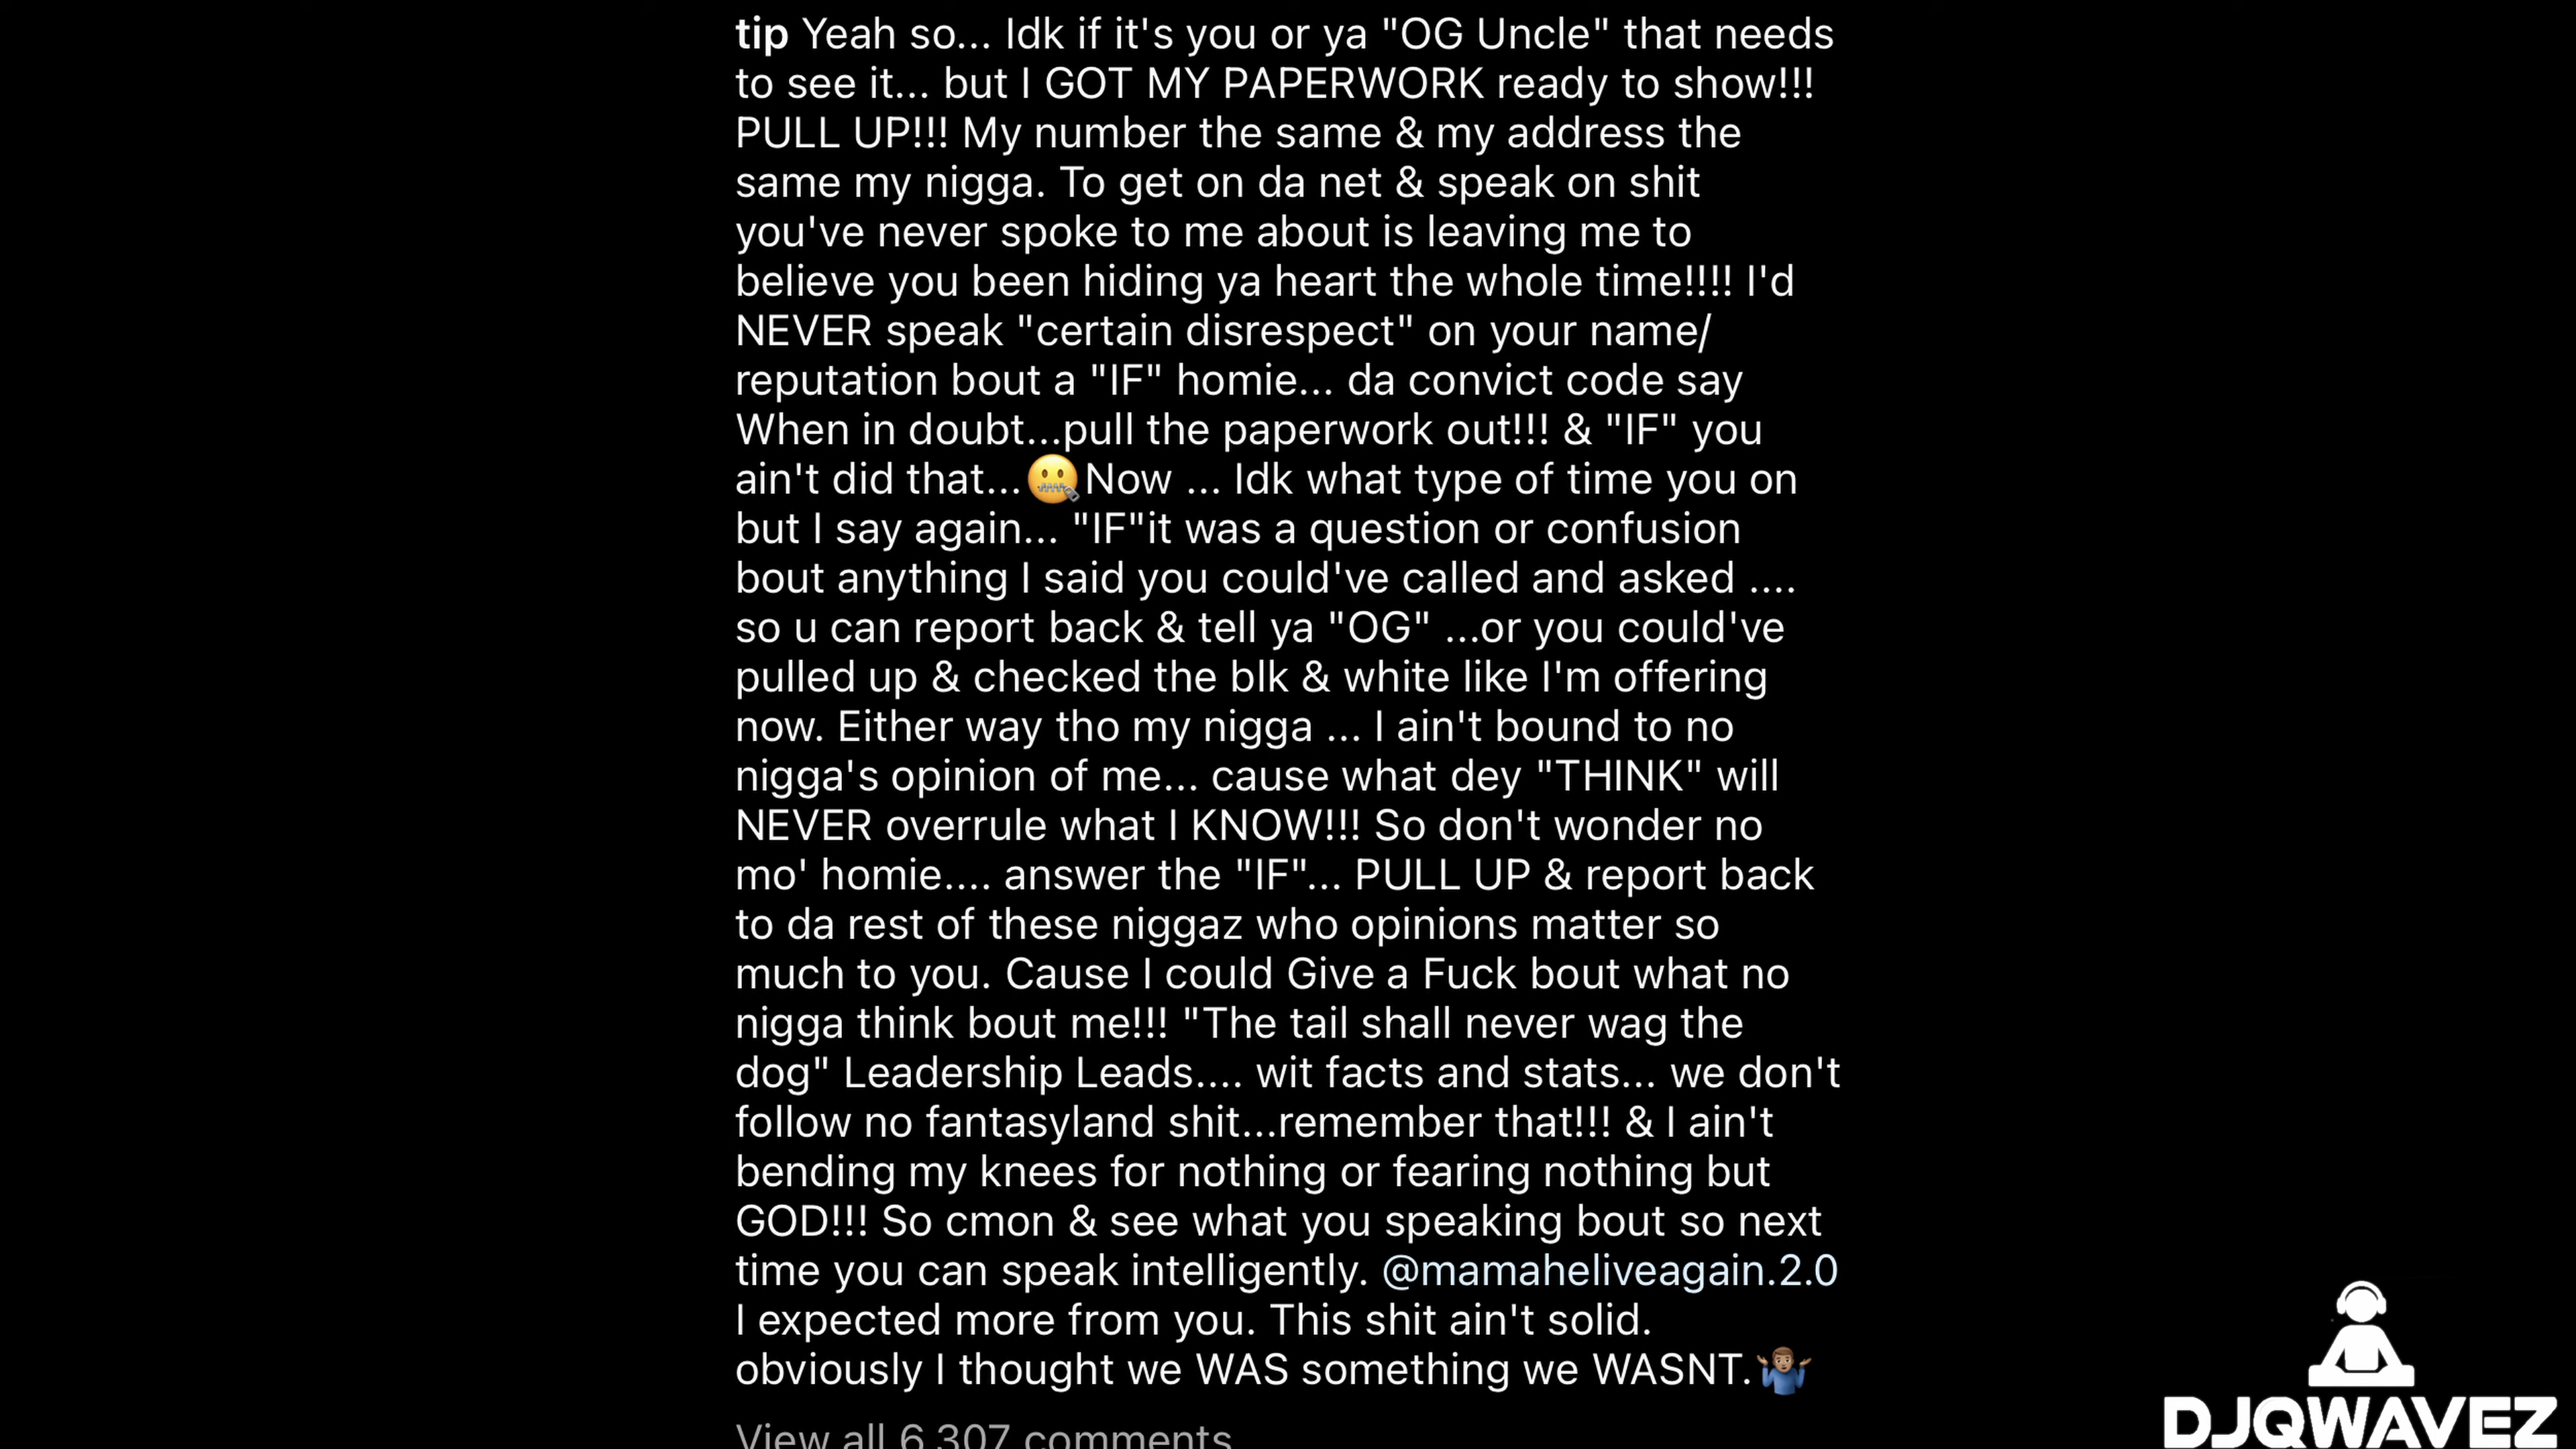 tip Yeah so... Idk if it's you or ya "OG Uncle" that needs
to see it... but I GOT MY PAPERWORK ready to show!!!
PULL UP!!! My number the same & my address the
same my nigga. To get on da net & speak on shit
you've never spoke to me about is leaving me to
believe you been hiding ya heart the whole time!!!! I'd
NEVER speak "certain disrespect" on your name/
reputation bout a "IF" homie... da convict code say
When in doubt...pull the paperwork out!!! & "IF" you
ain't did that...🤐Now ... Idk what type of time you on
but I say again... "IF"it was a question or confusion
bout anything I said you could've called and asked ....
so u can report back & tell ya "OG" ...or you could've
pulled up & checked the blk & white like I'm offering
now. Either way tho my nigga ... I ain't bound to no
nigga's opinion of me... cause what dey "THINK" will
NEVER overrule what I KNOW!!! So don't wonder no
mo' homie.... answer the "IF"... PULL UP & report back
to da rest of these niggaz who opinions matter so
much to you. Cause I could Give a Fuck bout what no
nigga think bout me!!! "The tail shall never wag the
dog" Leadership Leads.... wit facts and stats... we don't
follow no fantasyland shit...remember that!!! & I ain't
bending my knees for nothing or fearing nothing but
GOD!!! So cmon & see what you speaking bout so next
time you can speak intelligently. @mamaheliveagain.2.0
I expected more from you. This shit ain't solid.
obviously I thought we WAS something we WASNT.🤷🏽‍♂️
View all 6,307 comments
DJQWAVEZ